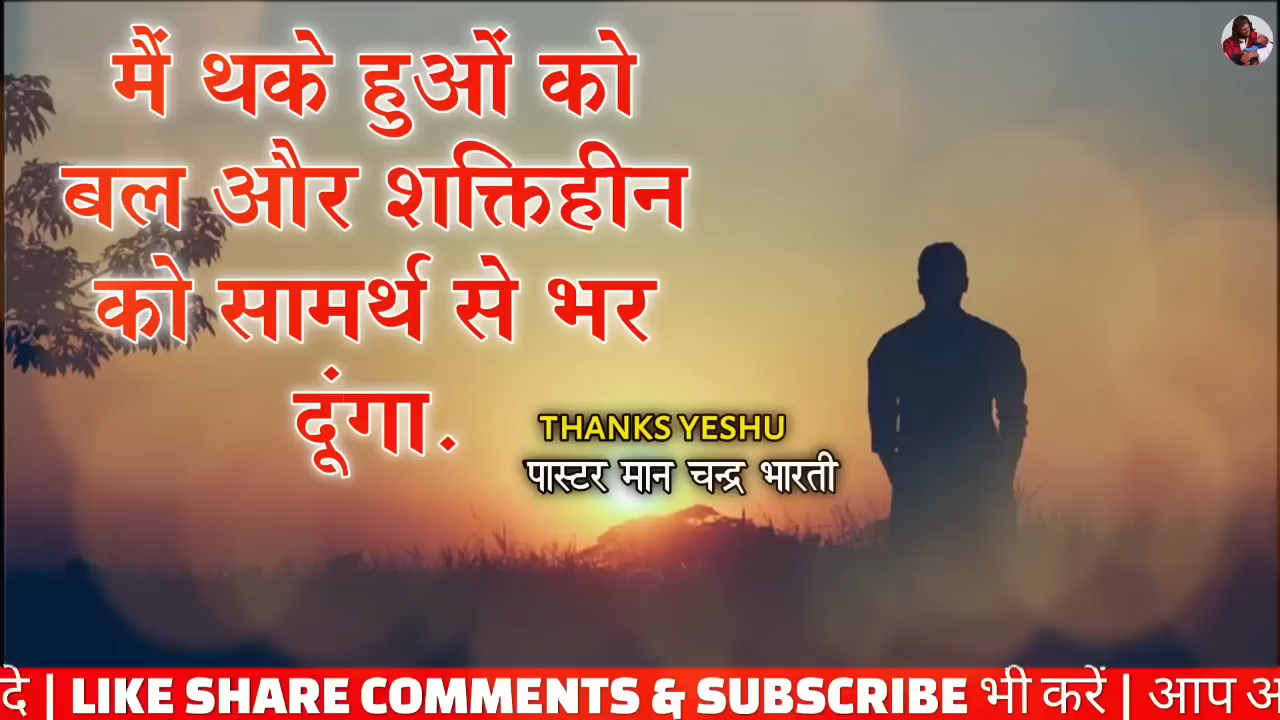 मैं थके हुओं को
बल और शक्तिहीन
को सामर्थ से भर
दूंगा.
THANKS YESHU
पास्टर मान चन्द्र भारती
दे | LIKE SHARE COMMENTS & SUBSCRIBE भी करें | आप